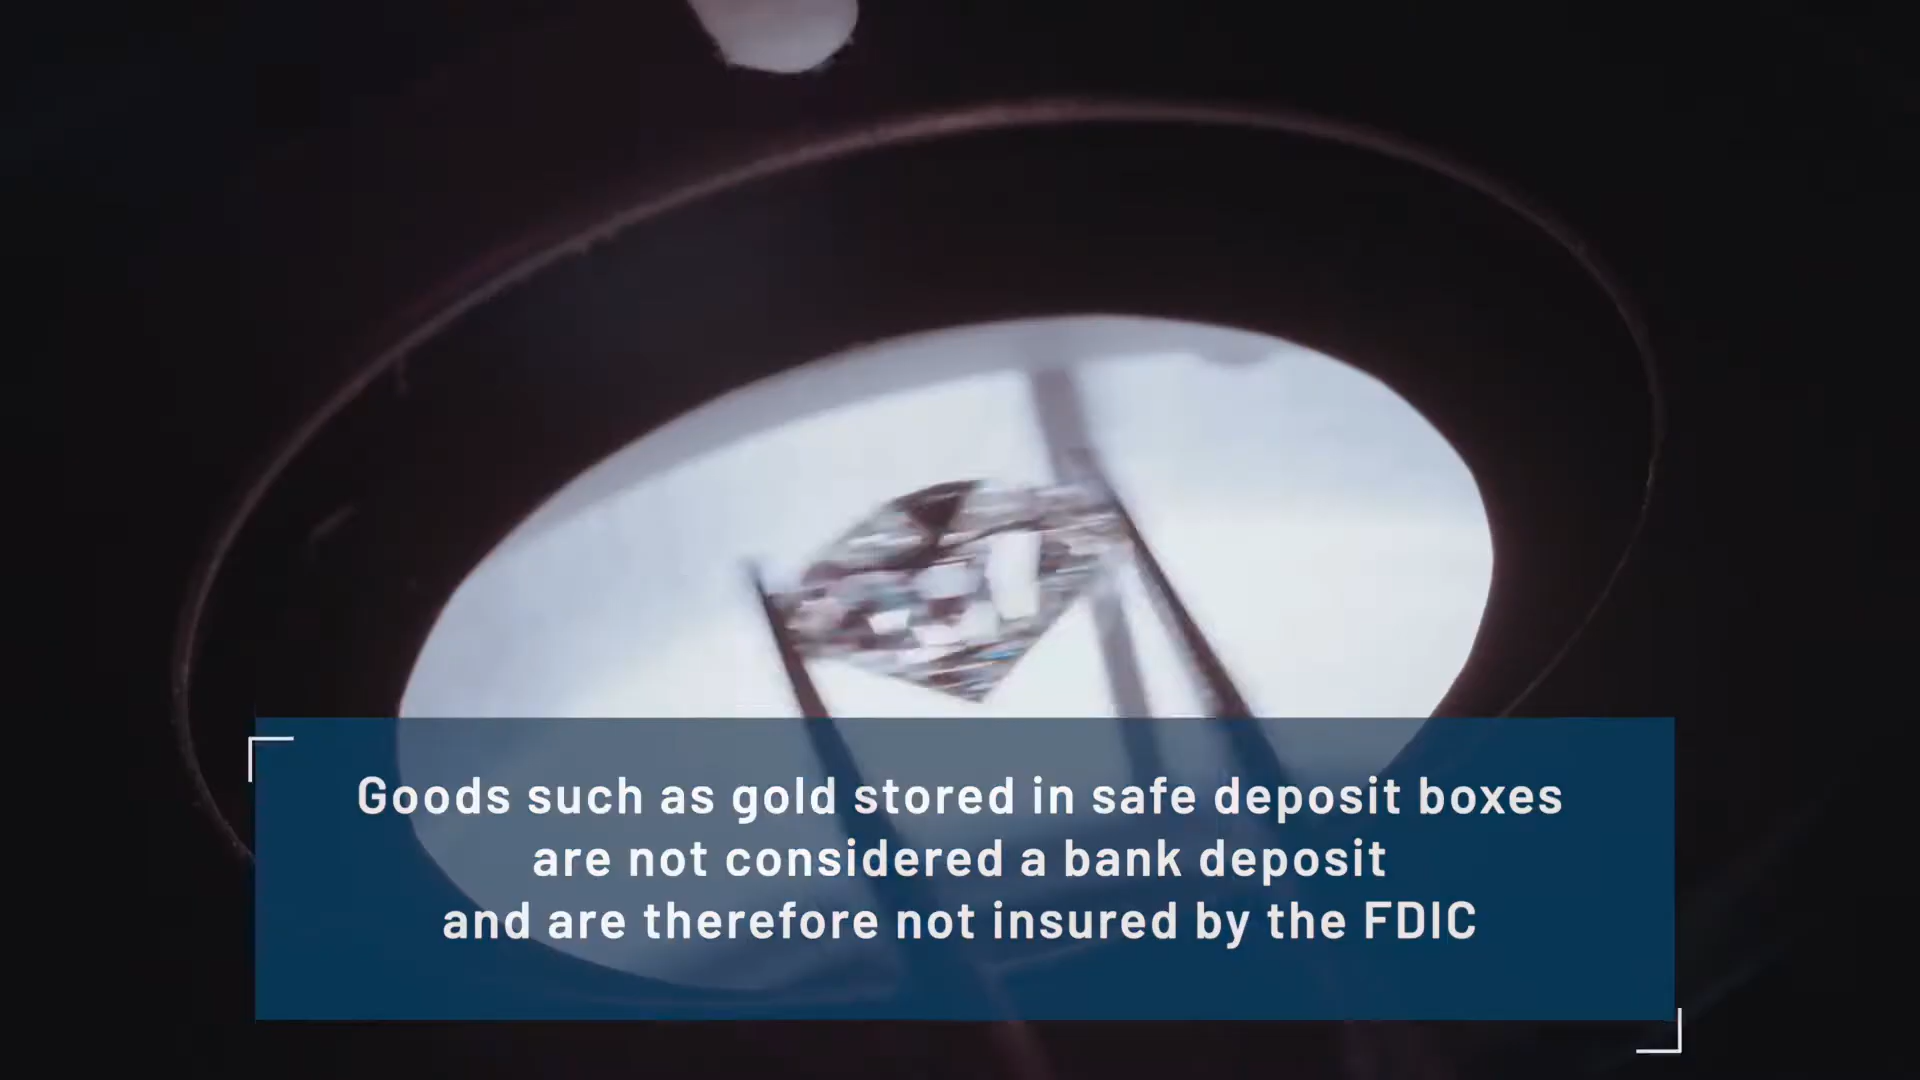 Goods such as gold stored in safe deposit boxes
are not considered a bank deposit
and are therefore not insured by the FDIC